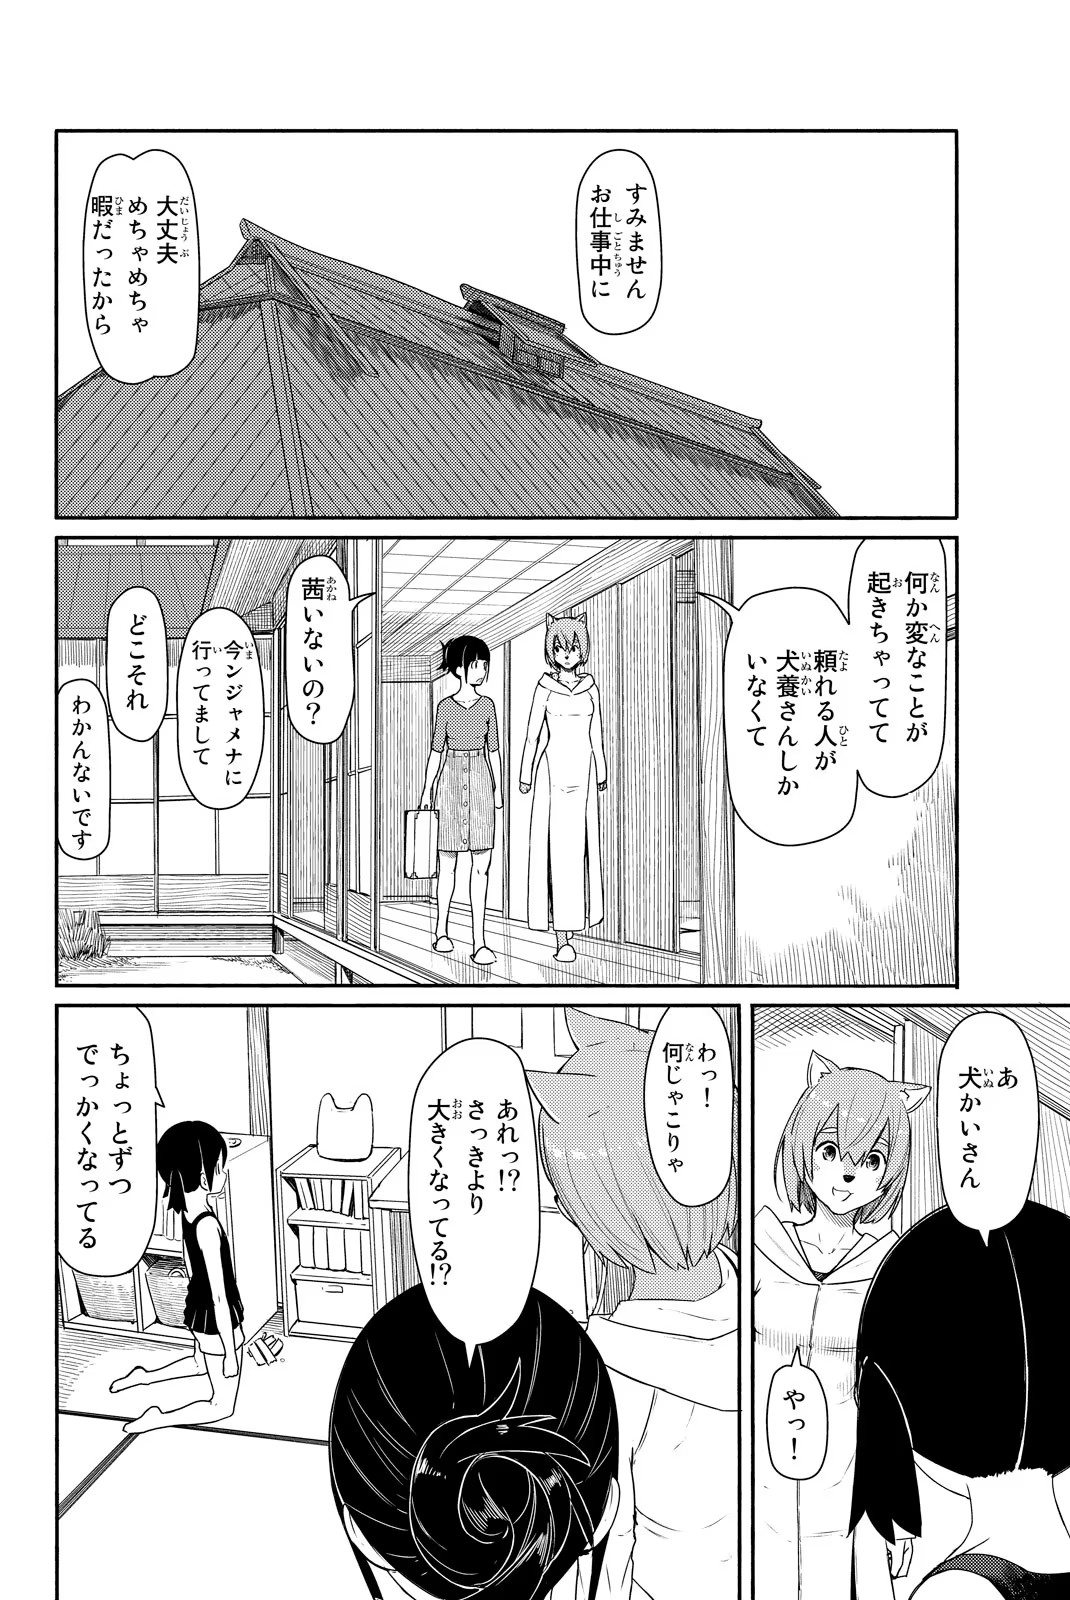 すみません
お仕事中に
大丈夫
めちゃめちゃ
暇だったから
何か変なことが
起きちゃってて
頼れる人が
犬養さんしか
いなくて
茜いないの?
今ンジャメナに
行ってまして
どこそれ
わかんないです
あ
犬かいさん
やっ!
わっ!
何じゃこりゃ
あれっ!?
さっきより
大きくなってる!?
ちょっとずつ
でっかくなってる